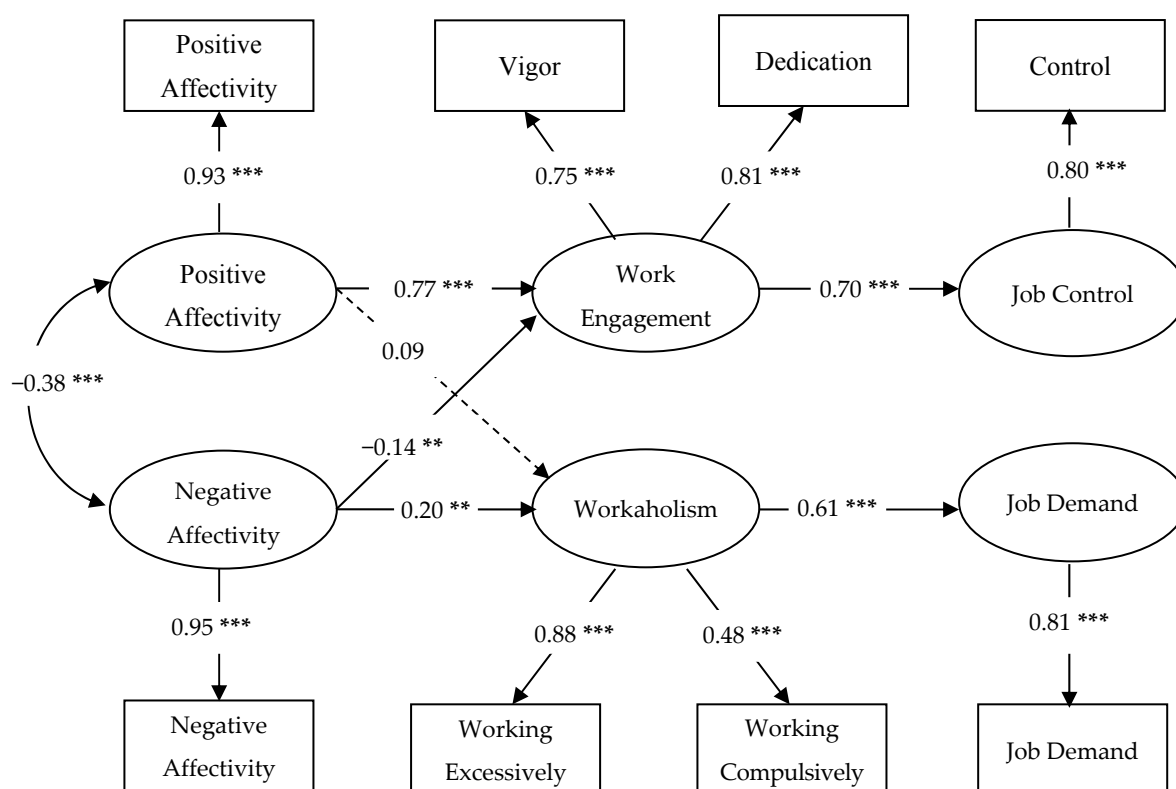 Positive
Affectivity
Vigor
Dedication
Control
0.93 ***
0.75 ***
0.81 ***
0.80 ***
Positive
Affectivity
0.77 ***
Work
Engagement
0.70 ***
Job Control
0.09
−0.38 ***
−0.14 **
Negative
Affectivity
0.20 **
Workaholism
0.61 ***
Job Demand
0.95 ***
0.88 ***
0.48 ***
0.81 ***
Negative
Affectivity
Working
Excessively
Working
Compulsively
Job Demand